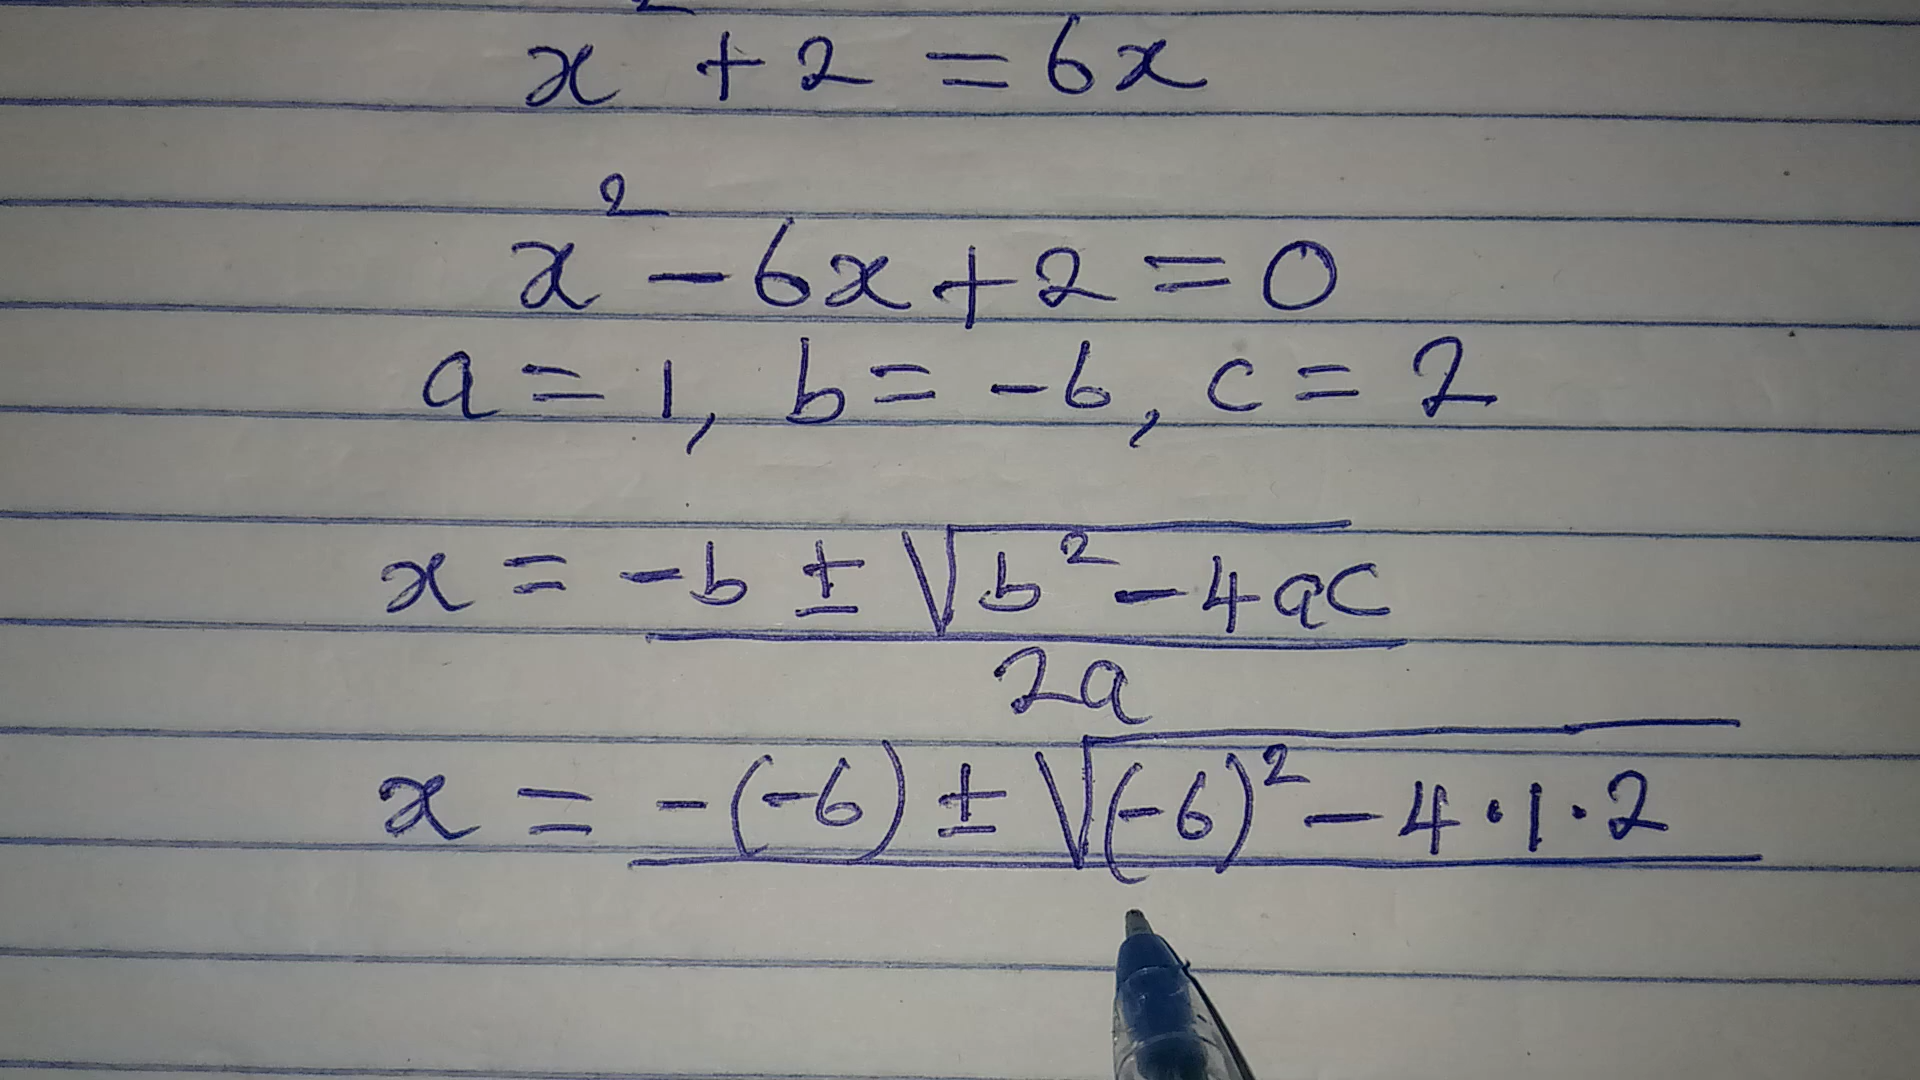 x² + 2 = 6x
x² - 6x + 2 = 0
a = 1, b = -6, c = 2
x = -b ± √b² - 4ac
2a
x = -(-6) ± √(-6)² - 4·1·2